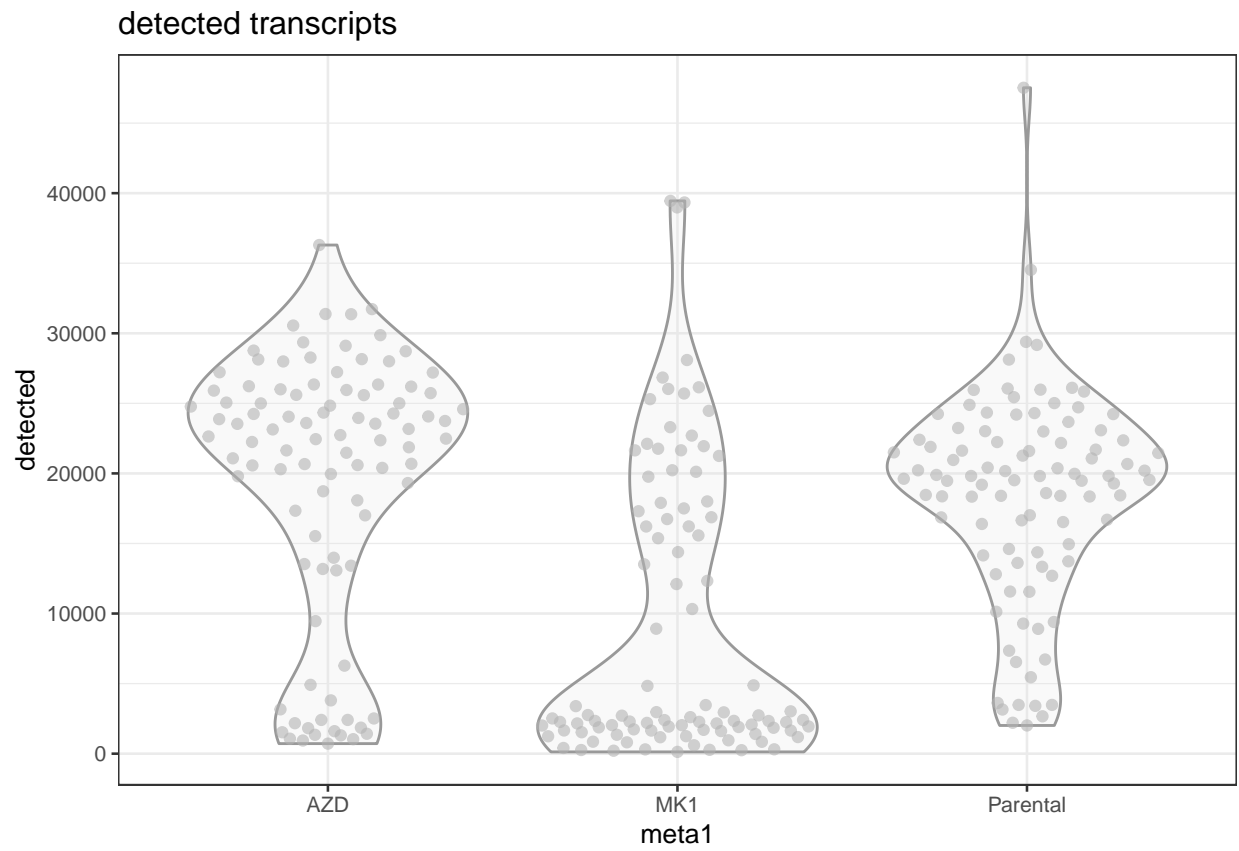 detected transcripts
detected
40000
30000
20000
10000
0
AZD MK1 Parental
meta1